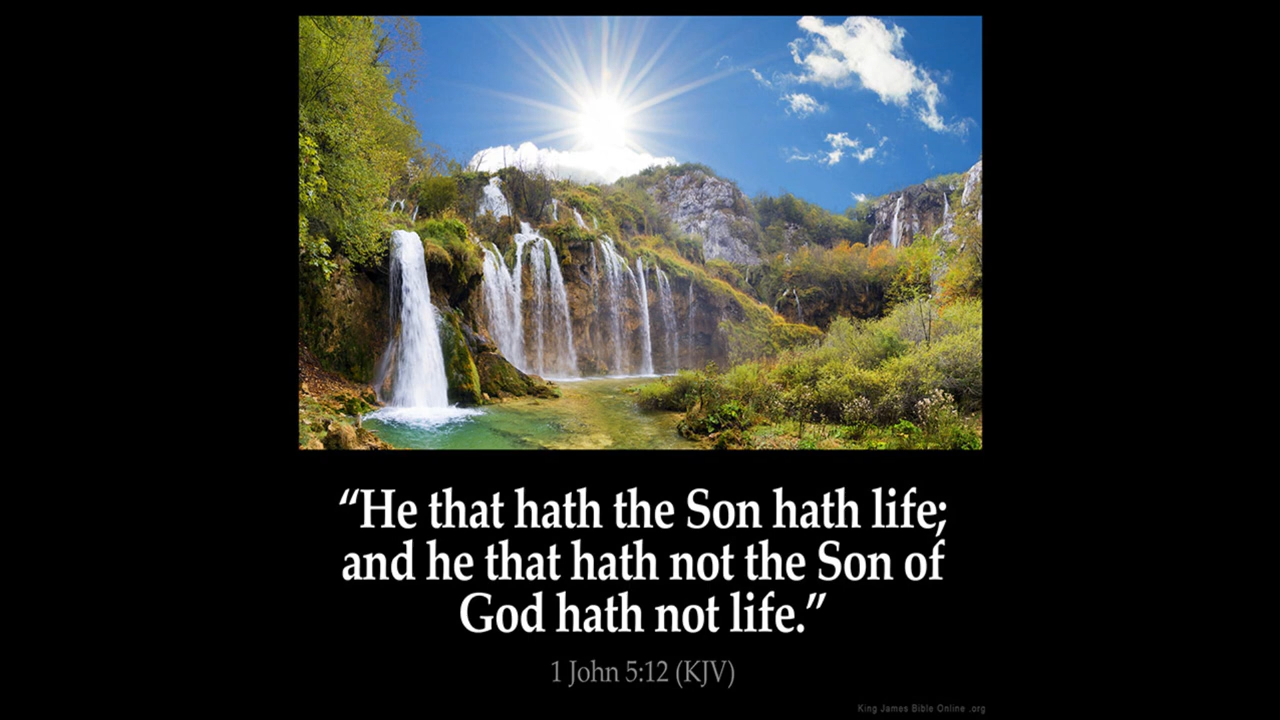 “He that hath the Son hath life;
and he that hath not the Son of
God hath not life.”
1 John 5:12 (KJV)
King James Bible Online .org